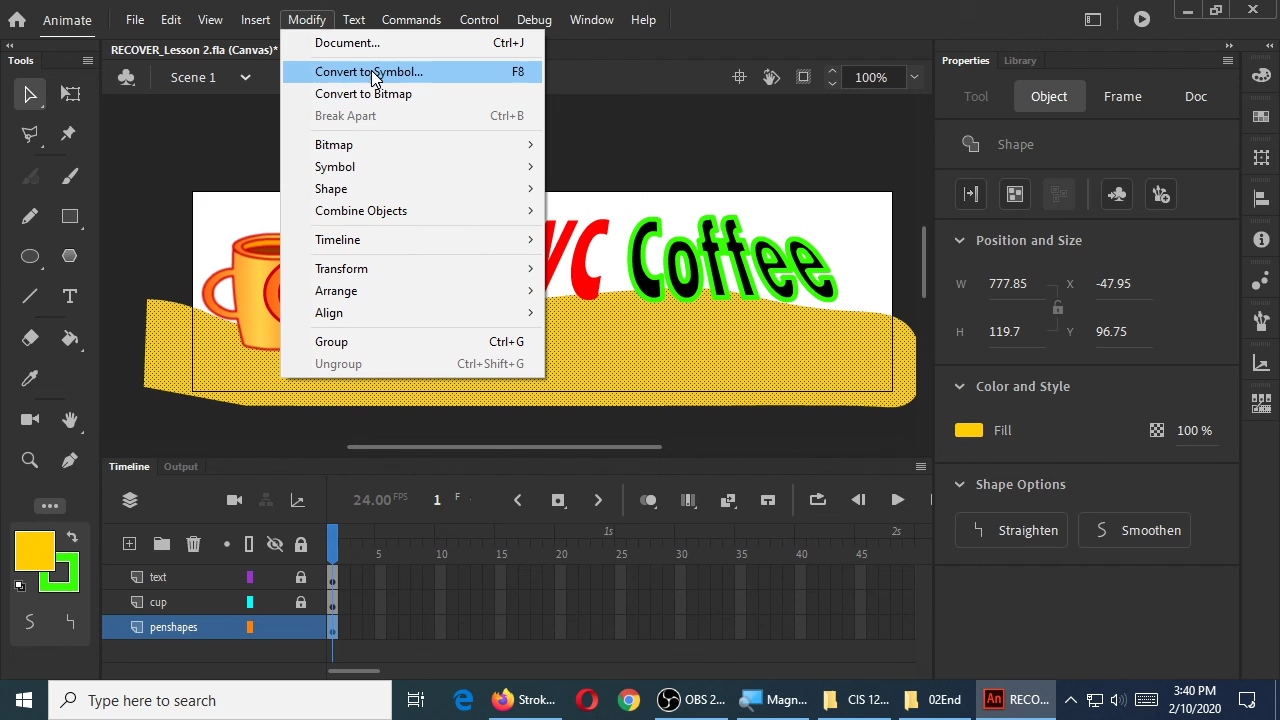 Animate File Edit View Insert Modify Text Commands Control Debug Window Help
RECOVER_Lesson 2.fla (Canvas)*
Tools
Scene 1
100%
Document... Ctrl+J
Convert to Symbol... F8
Convert to Bitmap
Break Apart Ctrl+B
Bitmap
Symbol
Shape
Combine Objects
Timeline
Transform
Arrange
Align
Group Ctrl+G
Ungroup Ctrl+Shift+G
VC Coffee
Properties Library
Tool Object Frame Doc
Shape
Position and Size
W 777.85 X -47.95
H 119.7 Y 96.75
Color and Style
Fill 100 %
Shape Options
Straighten Smoothen
Timeline Output
24.00 FPS 1 F
1s 2s
5 10 15 20 25 30 35 40 45
text
cup
penshapes
Type here to search
Strok... OBS 2... Magn... CIS 12... 02End An RECO...
3:40 PM
2/10/2020